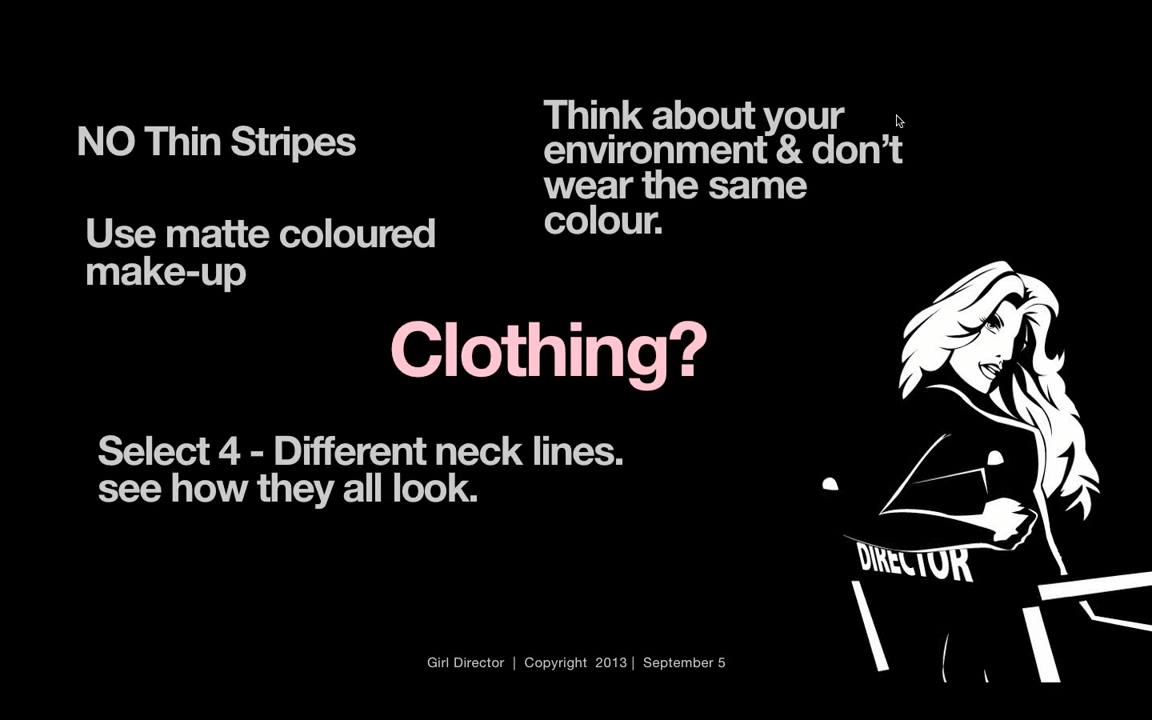 NO Thin Stripes
Think about your
environment & don’t
wear the same
colour.
Use matte coloured
make-up
Clothing?
Select 4 - Different neck lines.
see how they all look.
DIRECTOR
Girl Director | Copyright 2013 | September 5